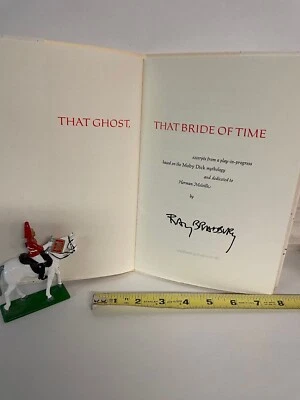 THAT GHOST, THAT BRIDE OF TIME
excerpts from a play-in-progress
based on the Moby Dick mythology
and dedicated to
Herman Melville
by
RAY BRADBURY
1 2 3 4 5 6 7 8